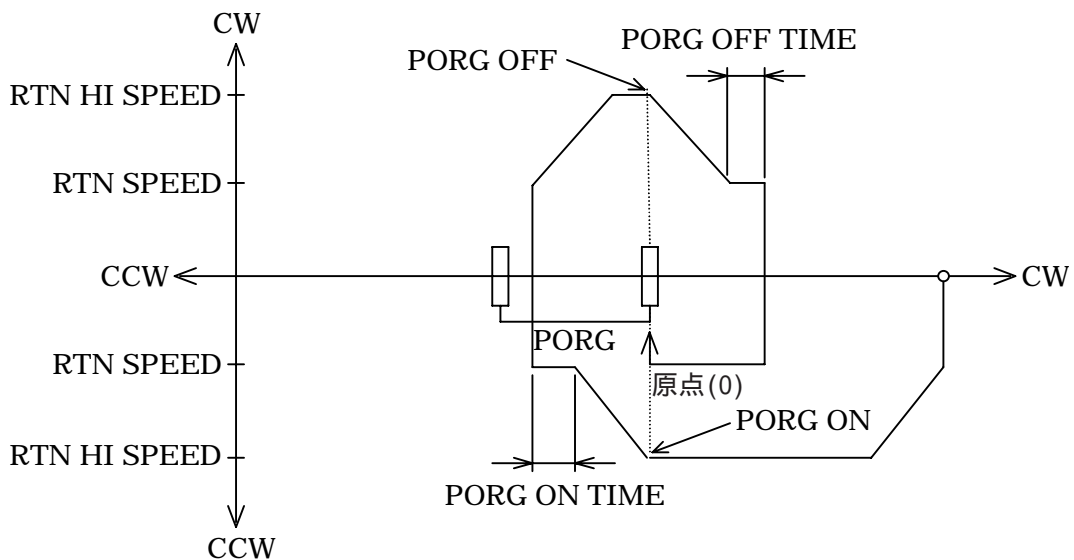 CW
PORG OFF TIME
PORG OFF
RTN HI SPEED
RTN SPEED
CCW
CW
PORG
RTN SPEED
原点(0)
PORG ON
RTN HI SPEED
PORG ON TIME
CCW